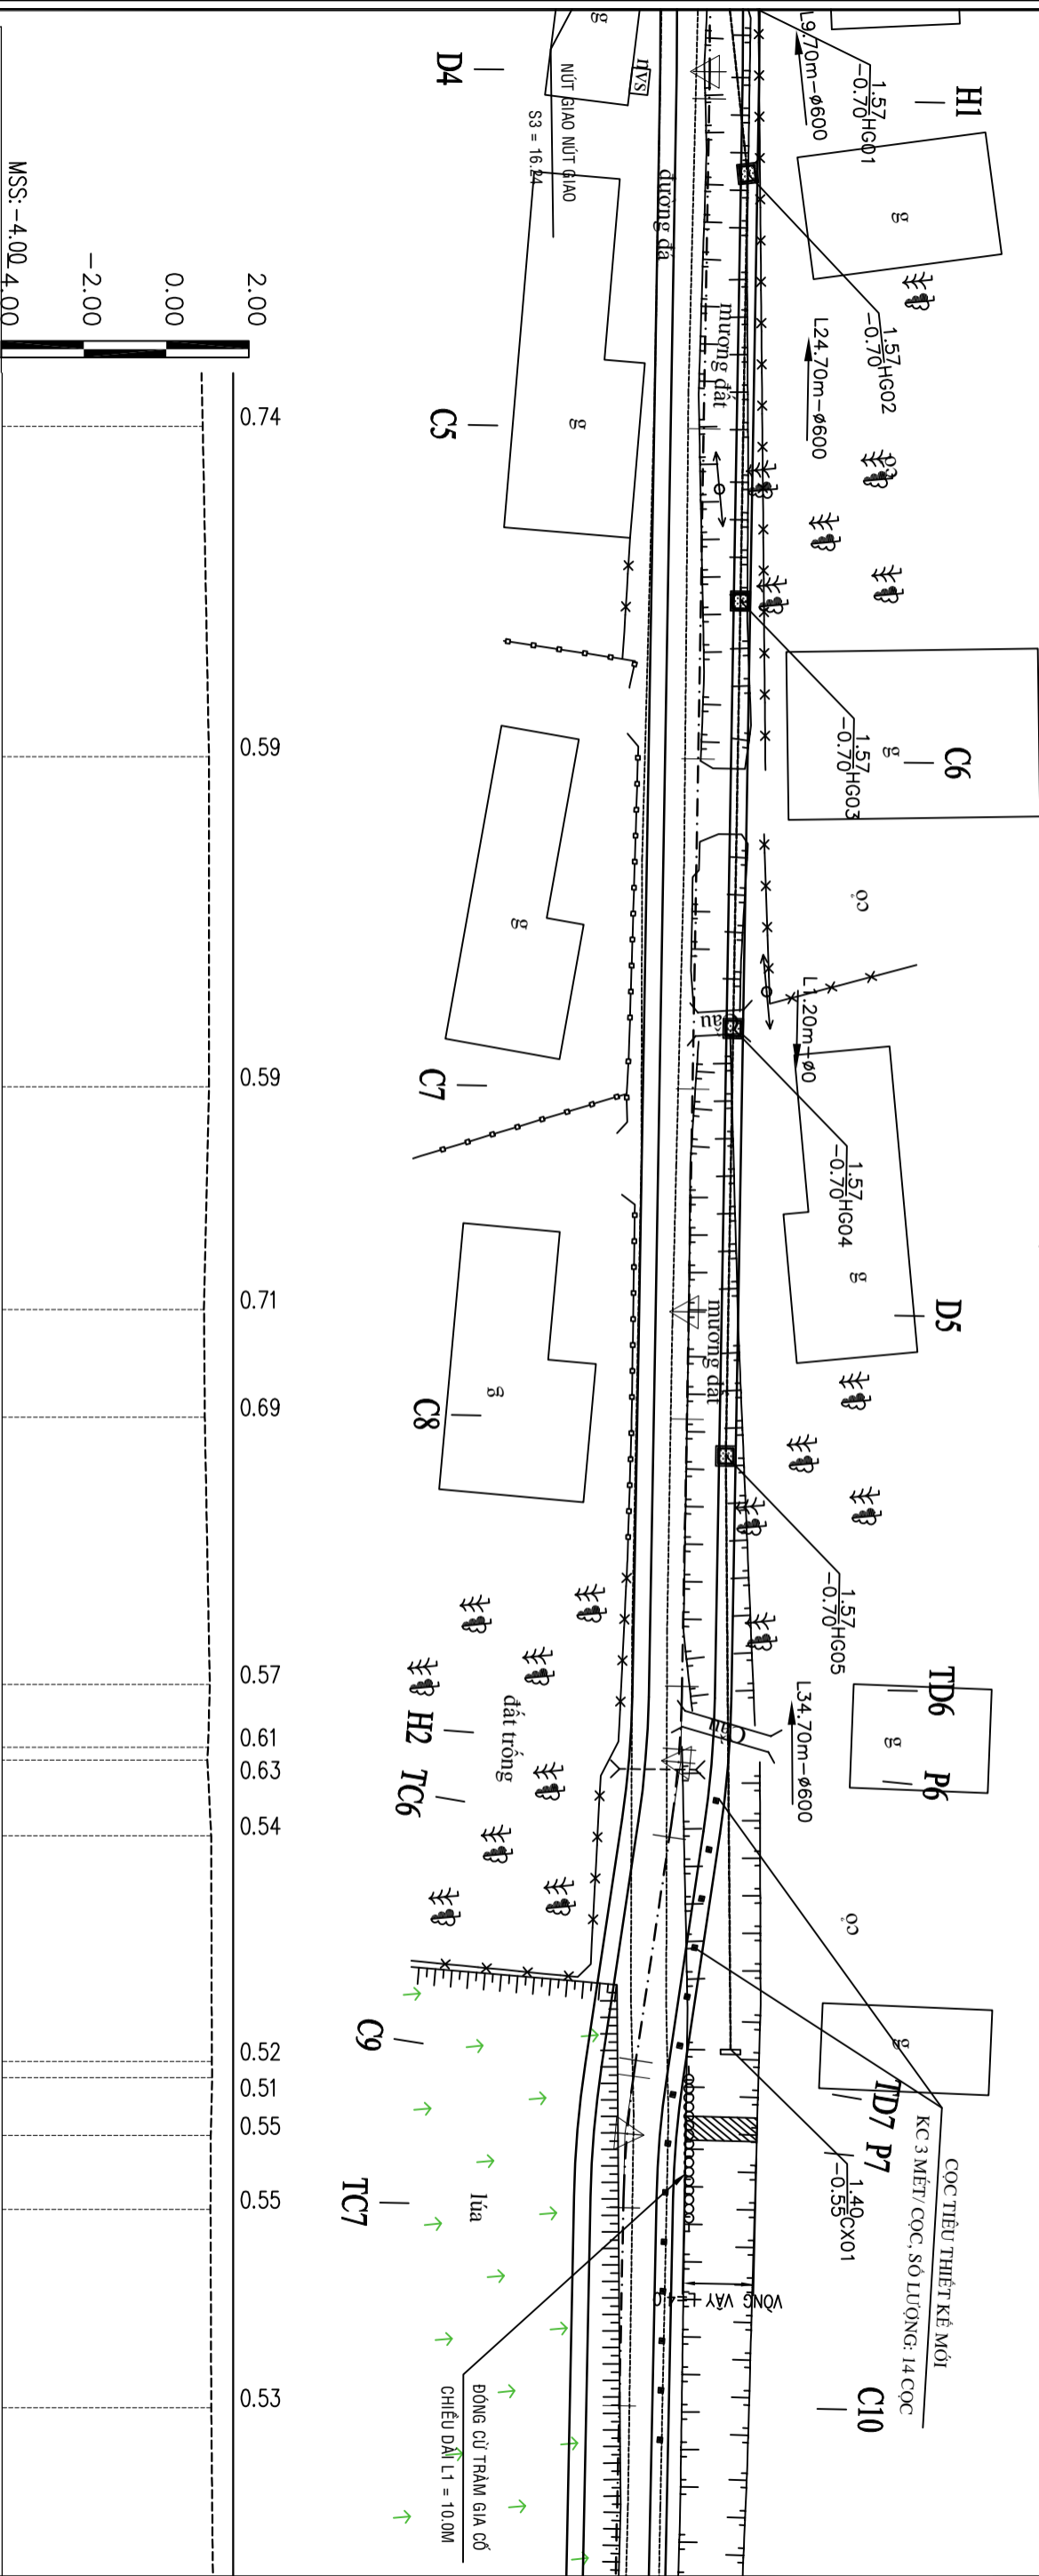 D4
nvs
g
NÚT GIAO NÚT GIAO
S3 = 16.24
L9.70m-ø600
1.57
-0.70
HG01
H1
g
đường đá
1.57
-0.70
HG02
mương đất
L24.70m-ø600
cỏ
C5
g
1.57
-0.70
HG03
g
C6
cỏ
g
C7
L1.20m-ø0
1.57
-0.70
HG04
g
D5
mương đất
g
C8
1.57
-0.70
HG05
TD6
g
P6
Cầu
L34.70m-ø600
đất trống
H2
TC6
cỏ
g
C9
TD7
P7
1.40
-0.55
CX01
CỌC TIÊU THIẾT KẾ MỚI
KC 3 MÉT/ CỌC, SỐ LƯỢNG: 14 CỌC
TC7
lúa
C10
ĐÓNG CỪ TRÀM GIA CỐ
CHIỀU DÀI L1 = 10.0M
2.00
0.00
-2.00
-4.00
MSS: -4.00
0.74
0.59
0.59
0.71
0.69
0.57
0.61
0.63
0.54
0.52
0.51
0.55
0.55
0.53